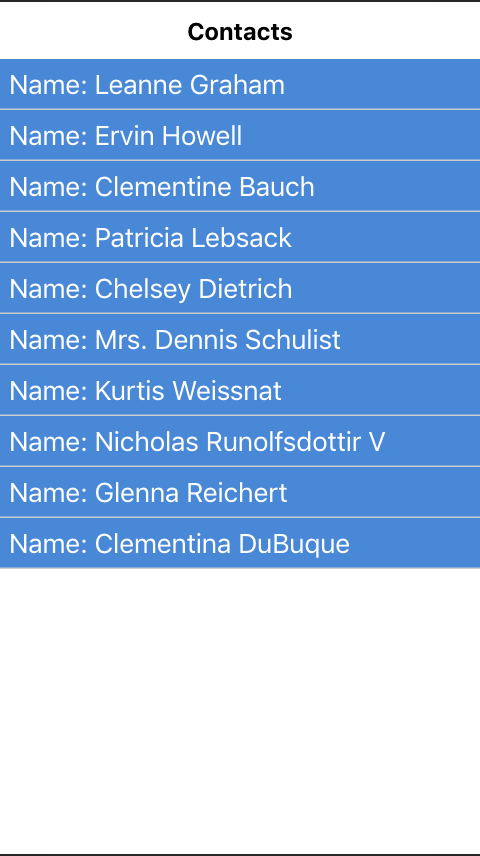 Contacts
Name: Leanne Graham
Name: Ervin Howell
Name: Clementine Bauch
Name: Patricia Lebsack
Name: Chelsey Dietrich
Name: Mrs. Dennis Schulist
Name: Kurtis Weissnat
Name: Nicholas Runolfsdottir V
Name: Glenna Reichert
Name: Clementina DuBuque